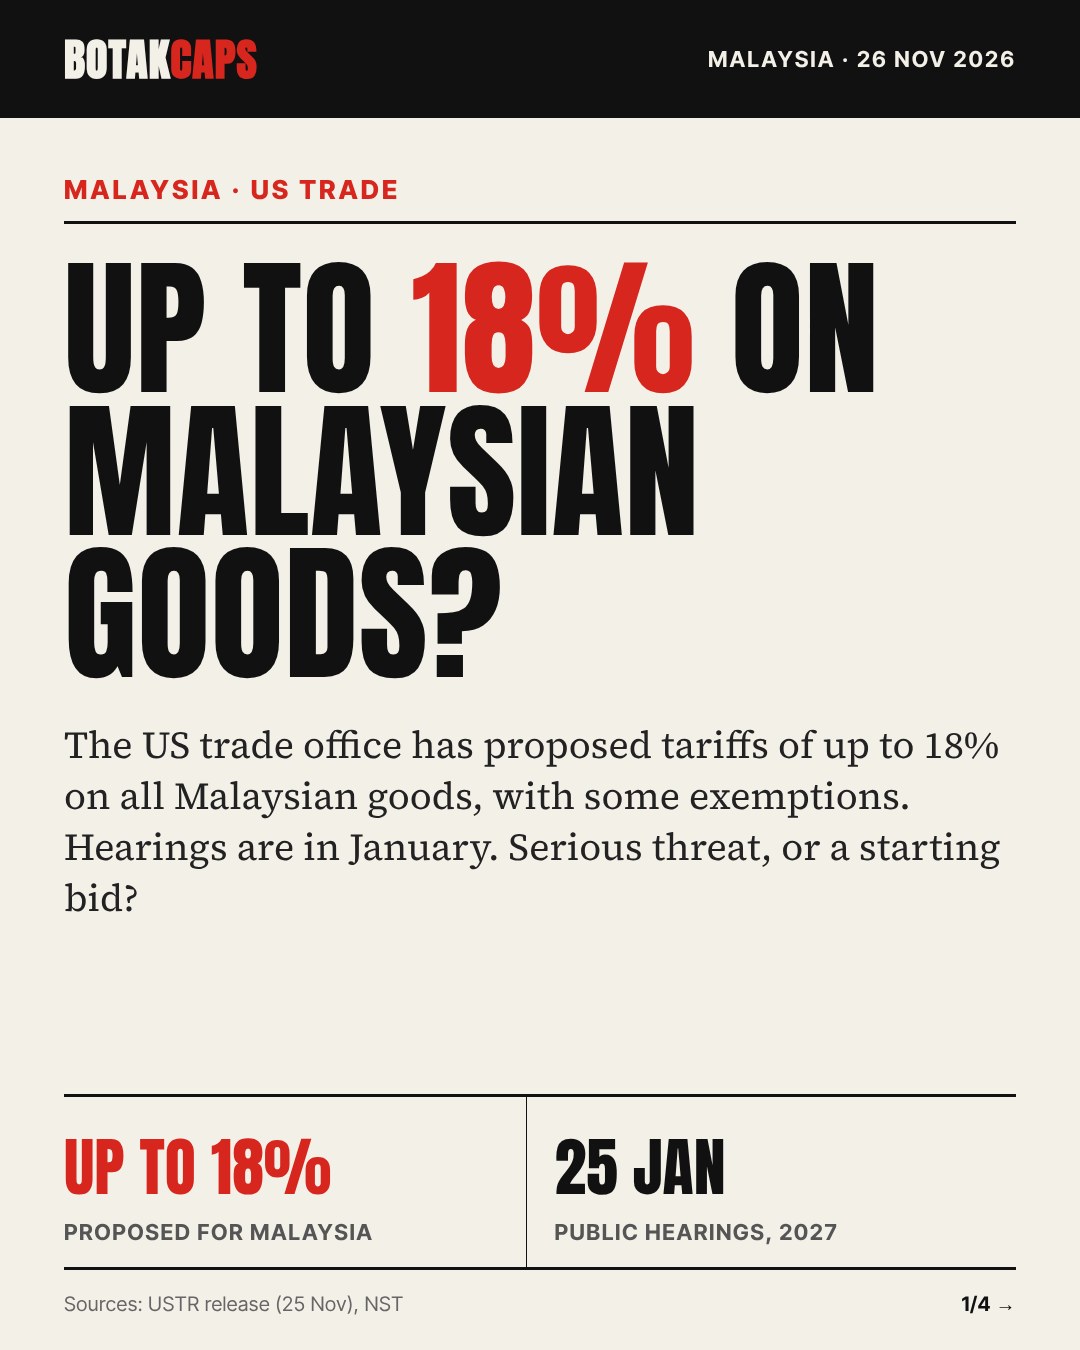 BOTAKCAPS
MALAYSIA · 26 NOV 2026
MALAYSIA · US TRADE
UP TO 18% ON
MALAYSIAN
GOODS?
The US trade office has proposed tariffs of up to 18%
on all Malaysian goods, with some exemptions.
Hearings are in January. Serious threat, or a starting
bid?
UP TO 18%
PROPOSED FOR MALAYSIA
25 JAN
PUBLIC HEARINGS, 2027
Sources: USTR release (25 Nov), NST
1/4 →